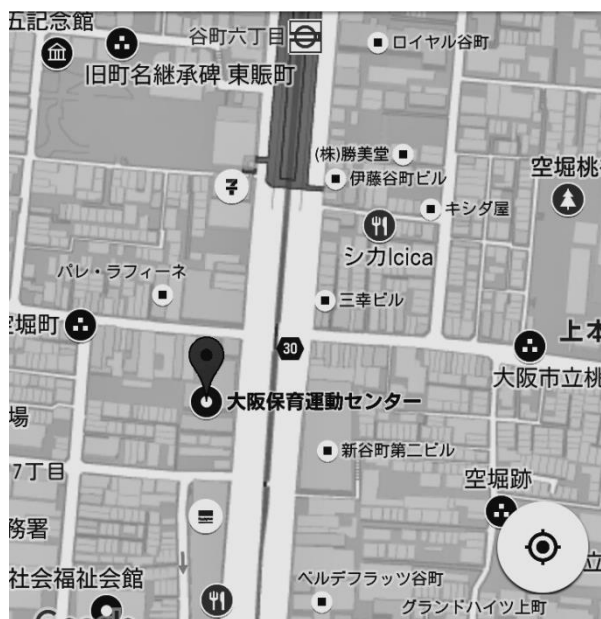 五記念館
谷町六丁目
ロイヤル谷町
旧町名継承碑 東賑町
(株)勝美堂
伊藤谷町ビル
空堀桃
キシダ屋
シカIcica
パレ・ラフィーネ
三幸ビル
空堀町
30
上本
大阪市立桃
大阪保育運動センター
場
新谷町第二ビル
7丁目
空堀跡
務署
立
社会福祉会館
ベルデフラッツ谷町
グランドハイツ上町
Google